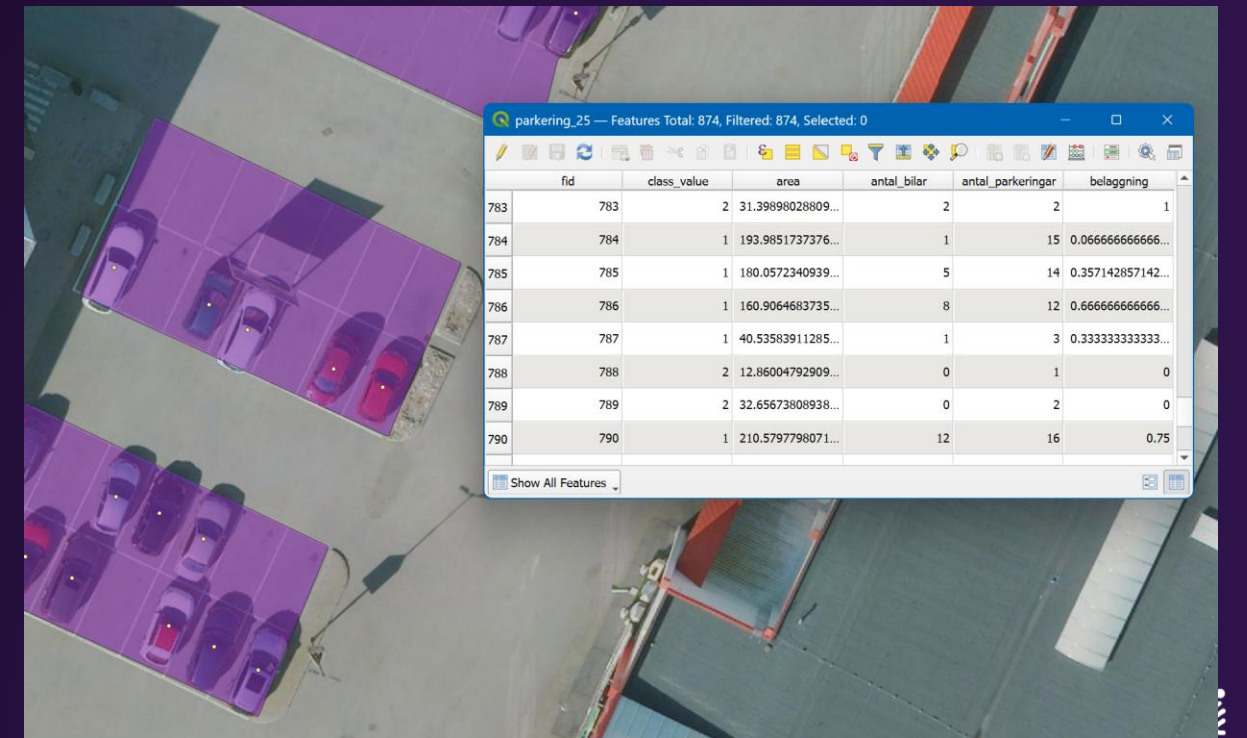 parkering_25 — Features Total: 874, Filtered: 874, Selected: 0
fid class_value area antal_bilar antal_parkeringar belaggning
783 783 2 31.39898028809... 2 2 1
784 784 1 193.9851737376... 1 15 0.066666666666...
785 785 1 180.0572340939... 5 14 0.357142857142...
786 786 1 160.9064683735... 8 12 0.666666666666...
787 787 1 40.53583911285... 1 3 0.333333333333...
788 788 2 12.86004792909... 0 1 0
789 789 2 32.65673808938... 0 2 0
790 790 1 210.5797798071... 12 16 0.75
Show All Features